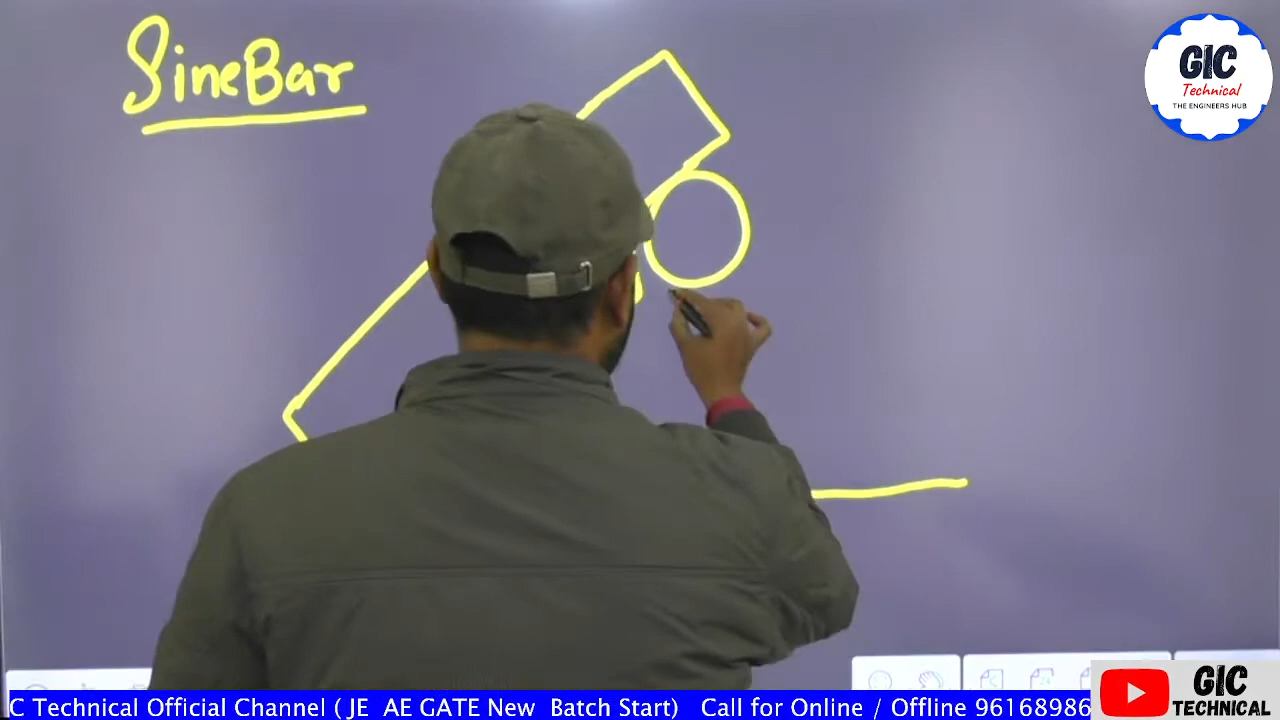 SineBar
GIC
Technical
THE ENGINEERS HUB
C Technical Official Channel ( JE AE GATE New Batch Start) Call for Online / Offline 96168986
GIC
TECHNICAL